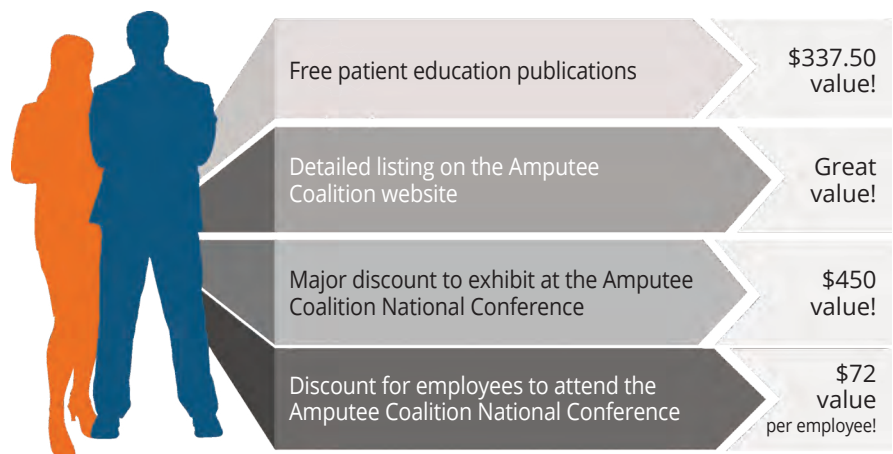 Free patient education publications
$337.50
value!
Detailed listing on the Amputee
Coalition website
Great
value!
Major discount to exhibit at the Amputee
Coalition National Conference
$450
value!
Discount for employees to attend the
Amputee Coalition National Conference
$72
value
per employee!